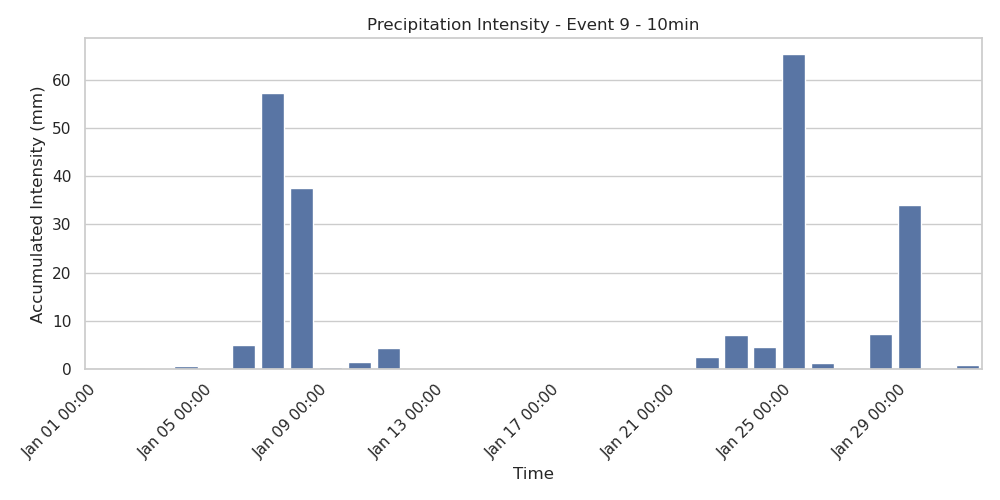 Precipitation Intensity - Event 9 - 10min
Accumulated Intensity (mm)
60
50
40
30
20
10
0
Jan 01 00:00
Jan 05 00:00
Jan 09 00:00
Jan 13 00:00
Jan 17 00:00
Jan 21 00:00
Jan 25 00:00
Jan 29 00:00
Time